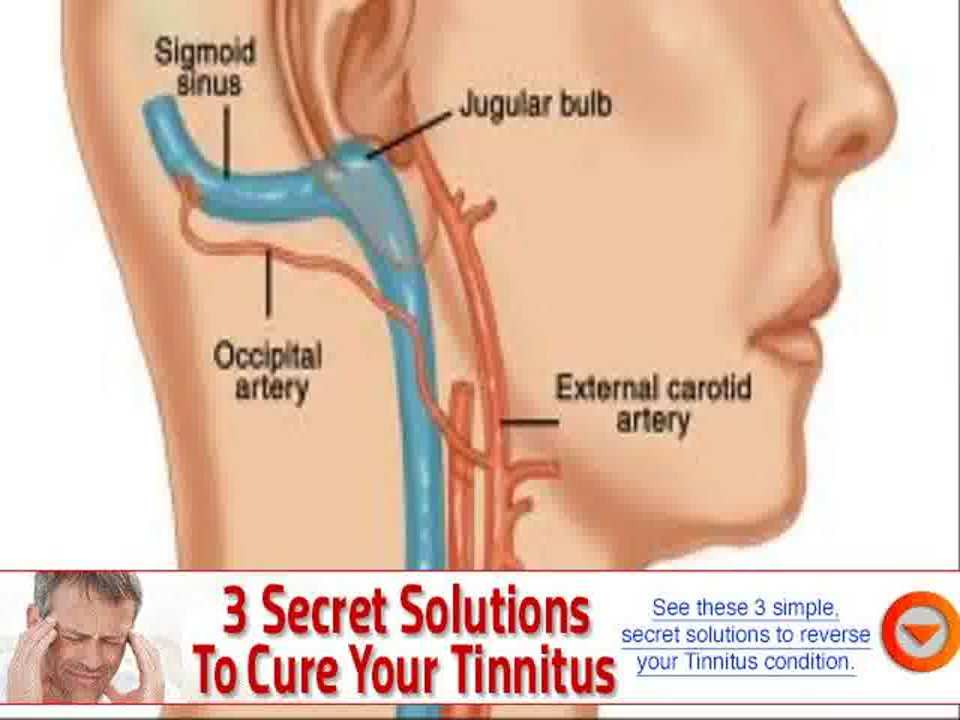 Sigmoid
sinus
Jugular bulb
Occipital
artery
External carotid
artery
3 Secret Solutions
To Cure Your Tinnitus
See these 3 simple,
secret solutions to reverse
your Tinnitus condition.